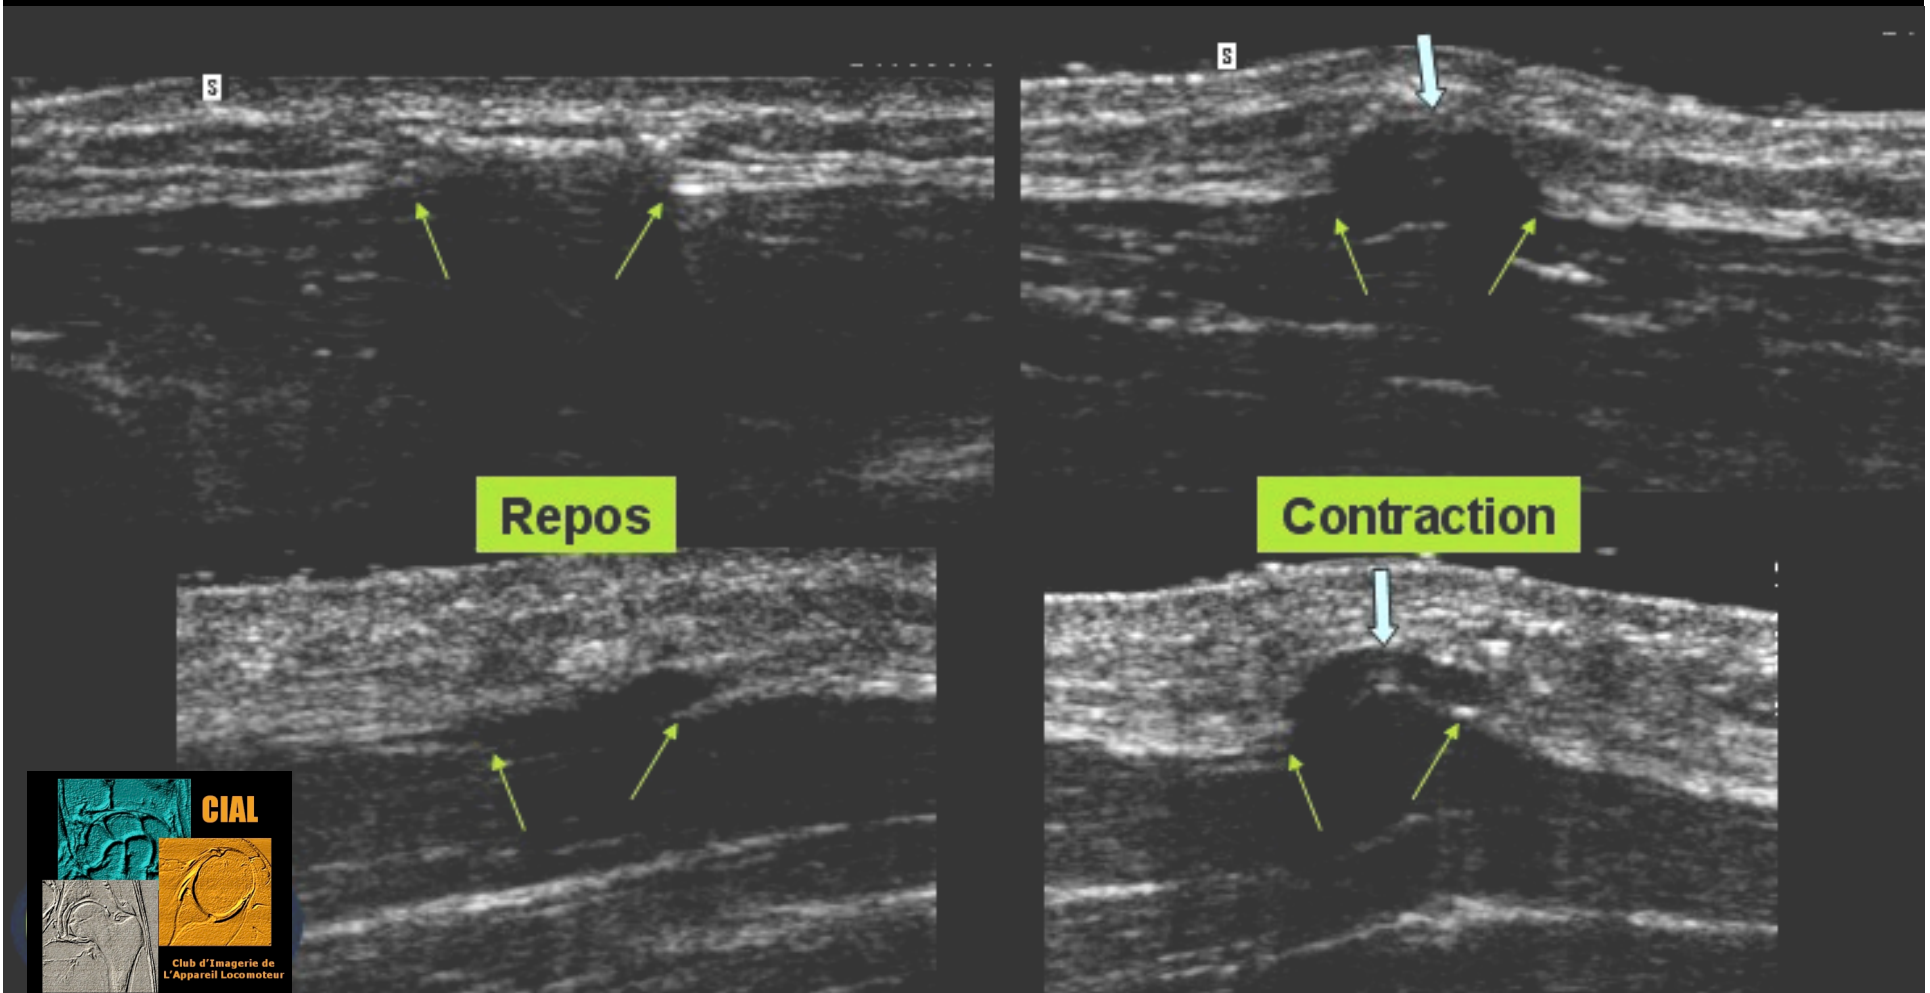 S
S
Repos
Contraction
CIAL
Club d'Imagerie de
L'Appareil Locomoteur